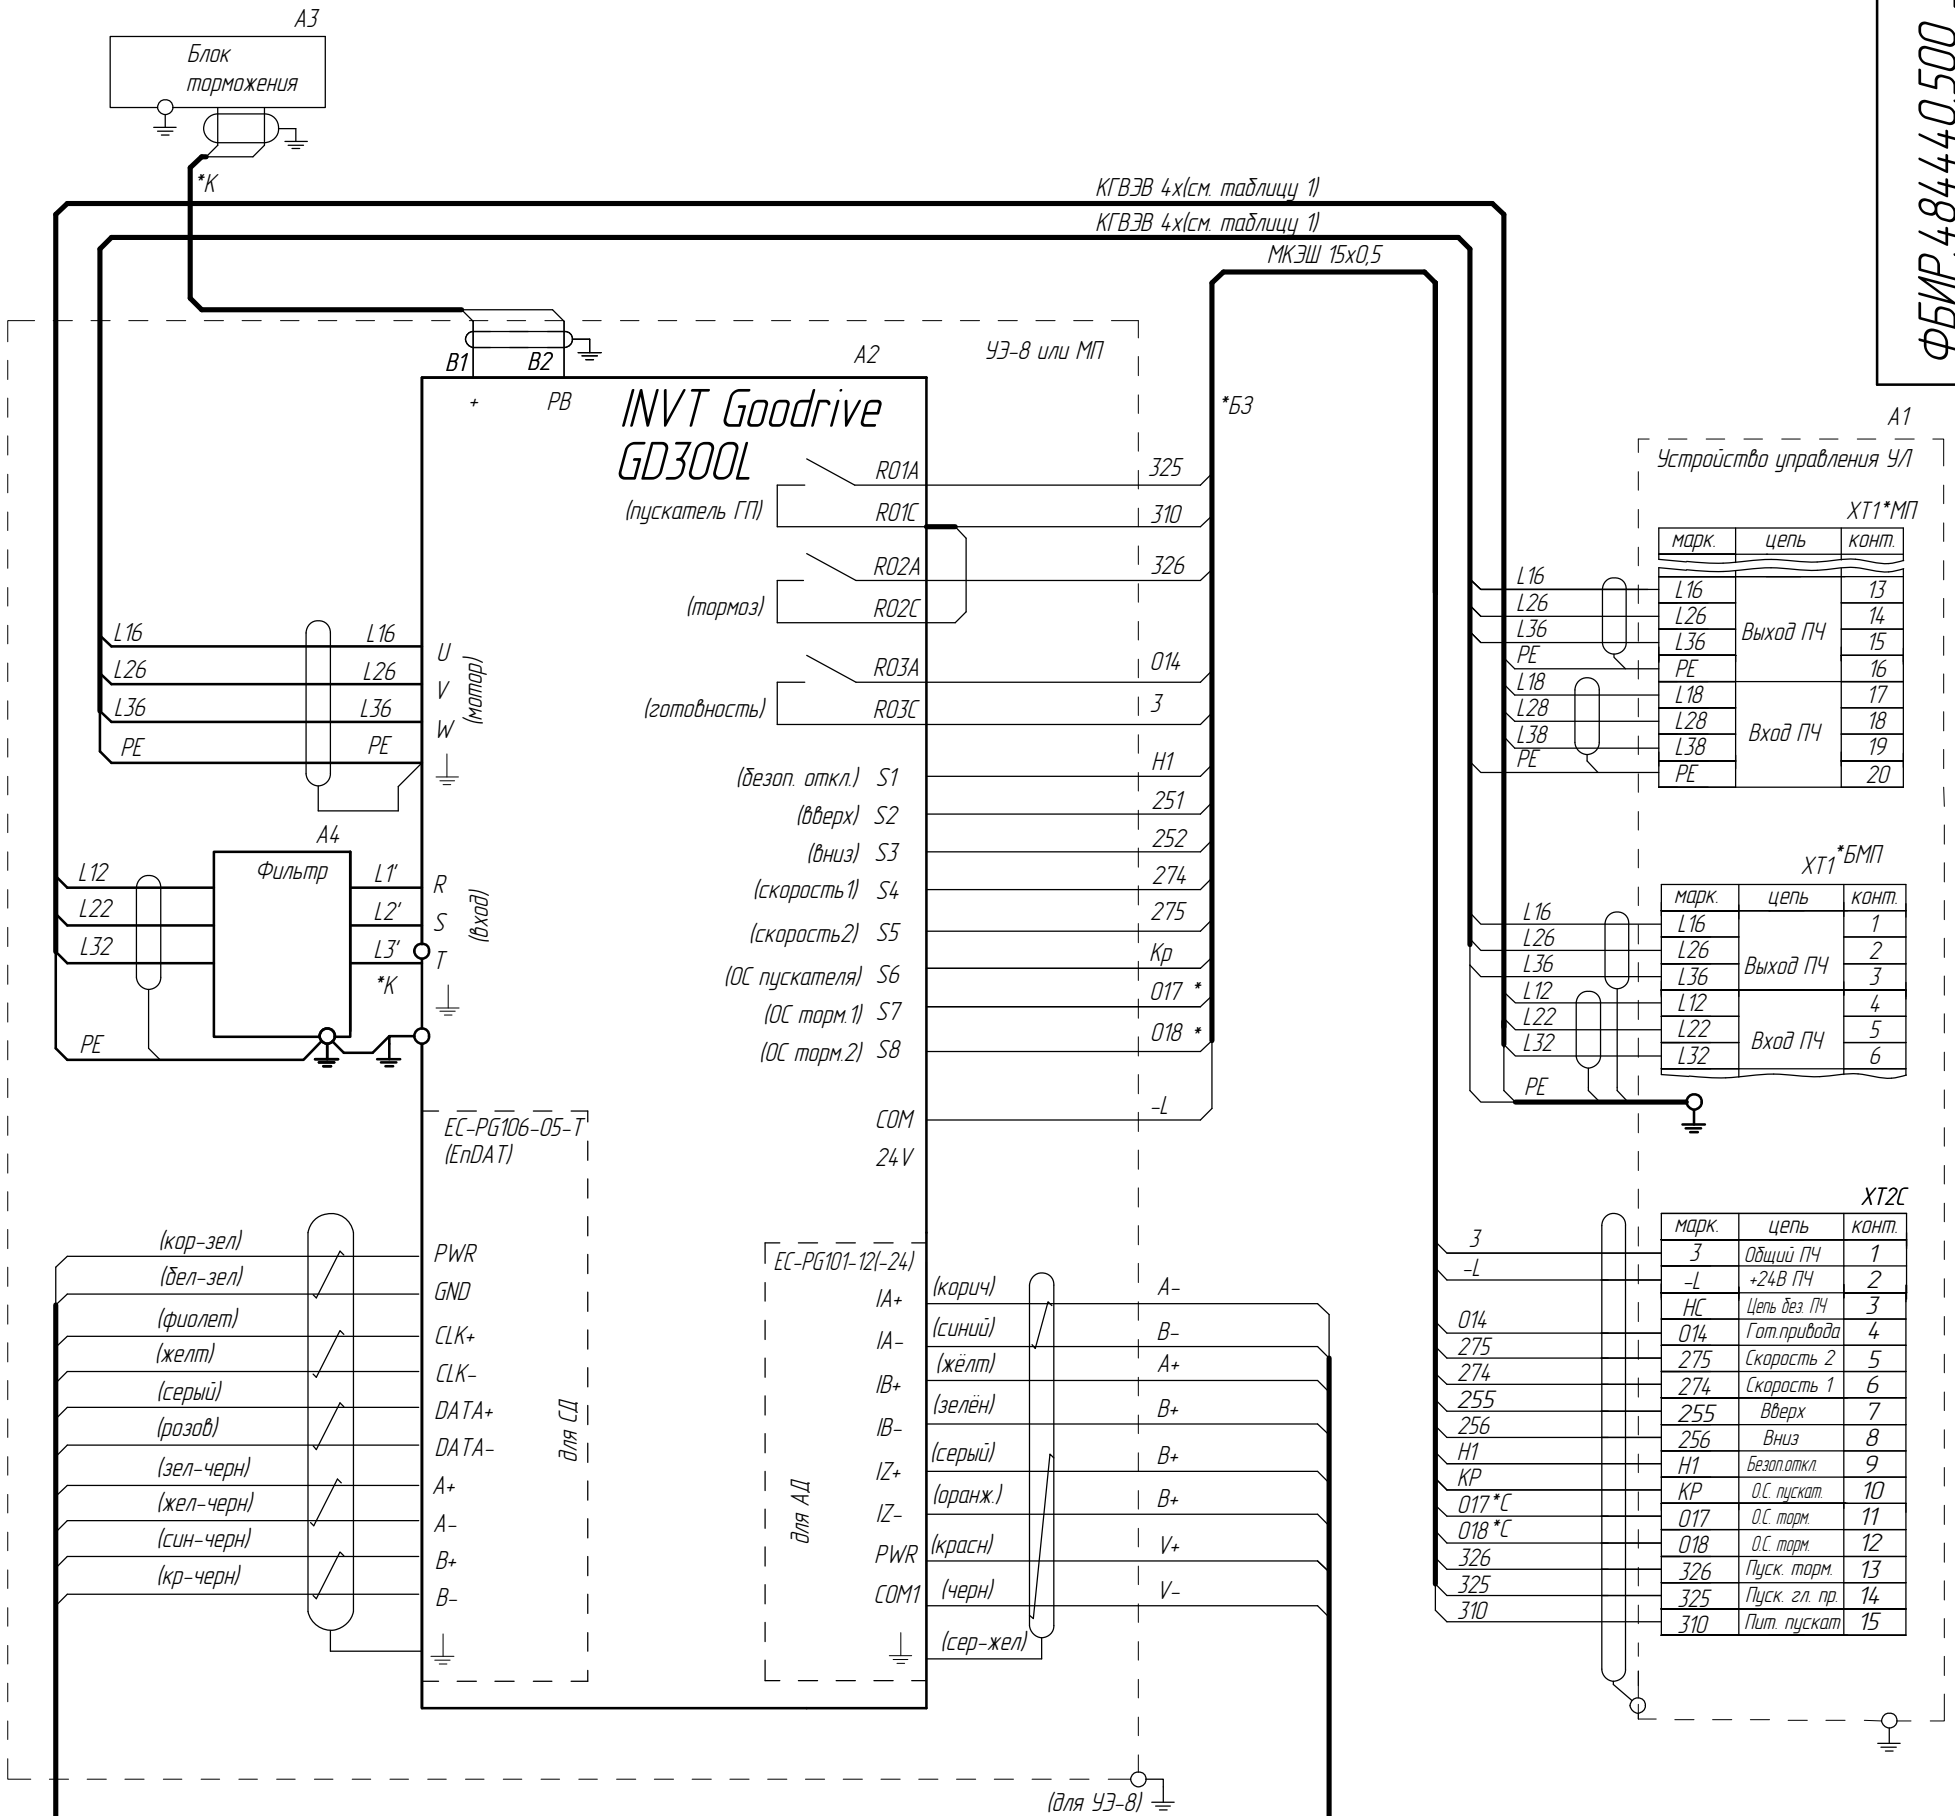 А3
Блок
торможения
*К
КГВЭВ 4х(см. таблицу 1)
КГВЭВ 4х(см. таблицу 1)
МКЭШ 15х0,5
ФБИР.484440.500
B1
B2
А2
УЭ-8 или МП
*БЗ
+
PB
INVT Goodrive
GD300L
(пускатель ГП)
R01A
325
R01C
310
R02A
326
(тормоз)
R02C
R03A
014
(готовность)
R03C
3
L16
L16
U
L26
L26
V
L36
L36
W
PE
PE
(мотор)
(безоп. откл.) S1
H1
(вверх) S2
251
(вниз) S3
252
(скорость1) S4
274
(скорость2) S5
275
(ОС пускателя) S6
Кр
(ОС торм.1) S7
017 *
(ОС торм.2) S8
018 *
COM
-L
24V
А4
Фильтр
L12
L1'
R
L22
L2'
S
L32
L3'
T
(вход)
*К
PE
EC-PG106-05-T
(EnDAT)
(кор-зел)
PWR
(бел-зел)
GND
(фиолет)
CLK+
(желт)
CLK-
(серый)
DATA+
(розов)
DATA-
(зел-черн)
A+
(жел-черн)
A-
(син-черн)
B+
(кр-черн)
B-
для СД
EC-PG101-12(-24)
IA+
(корич)
A-
IA-
(синий)
B-
IB+
(жёлт)
A+
IB-
(зелён)
B+
IZ+
(серый)
B+
IZ-
(оранж.)
B+
PWR
(красн)
V+
COM1
(черн)
V-
(сер-жел)
для АД
(для УЭ-8)
А1
Устройство управления УЛ
ХТ1*МП
марк. цепь конт.
L16 L16 13
L26 L26 14
L36 L36 Выход ПЧ 15
PE PE 16
L18 L18 17
L28 L28 18
L38 L38 Вход ПЧ 19
PE PE 20
ХТ1*БМП
марк. цепь конт.
L16 L16 1
L26 L26 2
L36 L36 Выход ПЧ 3
L12 L12 4
L22 L22 5
L32 L32 Вход ПЧ 6
PE
ХТ2С
марк. цепь конт.
3 3 Общий ПЧ 1
-L -L +24В ПЧ 2
НС Цепь без. ПЧ 3
014 014 Гот.привода 4
275 275 Скорость 2 5
274 274 Скорость 1 6
255 255 Вверх 7
256 256 Вниз 8
H1 H1 Безоп.откл. 9
КР КР О.С. пускат. 10
017 *С 017 О.С. торм. 11
018 *С 018 О.С. торм. 12
326 326 Пуск. торм. 13
325 325 Пуск. гл. пр. 14
310 310 Пит. пускат 15